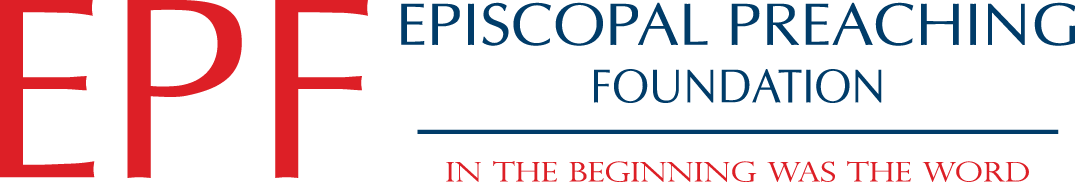 EPF
EPISCOPAL PREACHING
FOUNDATION
IN THE BEGINNING WAS THE WORD